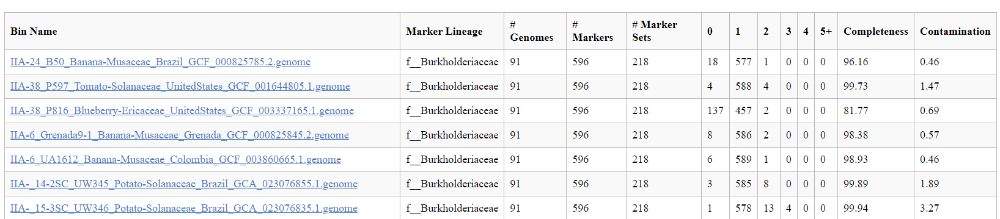 Bin Name Marker Lineage # Genomes # Markers # Marker Sets 0 1 2 3 4 5+ Completeness Contamination
IIA-24_B50_Banana-Musaceae_Brazil_GCF_000825785.2.genome f__Burkholderiaceae 91 596 218 18 577 1 0 0 0 96.16 0.46
IIA-38_P597_Tomato-Solanaceae_UnitedStates_GCF_001644805.1.genome f__Burkholderiaceae 91 596 218 4 588 4 0 0 0 99.73 1.47
IIA-38_P816_Blueberry-Ericaceae_UnitedStates_GCF_003337165.1.genome f__Burkholderiaceae 91 596 218 137 457 2 0 0 0 81.77 0.69
IIA-6_Grenada9-1_Banana-Musaceae_Grenada_GCF_000825845.2.genome f__Burkholderiaceae 91 596 218 8 586 2 0 0 0 98.38 0.57
IIA-6_UA1612_Banana-Musaceae_Colombia_GCF_003860665.1.genome f__Burkholderiaceae 91 596 218 6 589 1 0 0 0 98.93 0.46
IIA-_14-2SC_UW345_Potato-Solanaceae_Brazil_GCA_023076855.1.genome f__Burkholderiaceae 91 596 218 3 585 8 0 0 0 99.89 1.89
IIA-_15-3SC_UW346_Potato-Solanaceae_Brazil_GCA_023076835.1.genome f__Burkholderiaceae 91 596 218 1 578 13 4 0 0 99.94 3.27